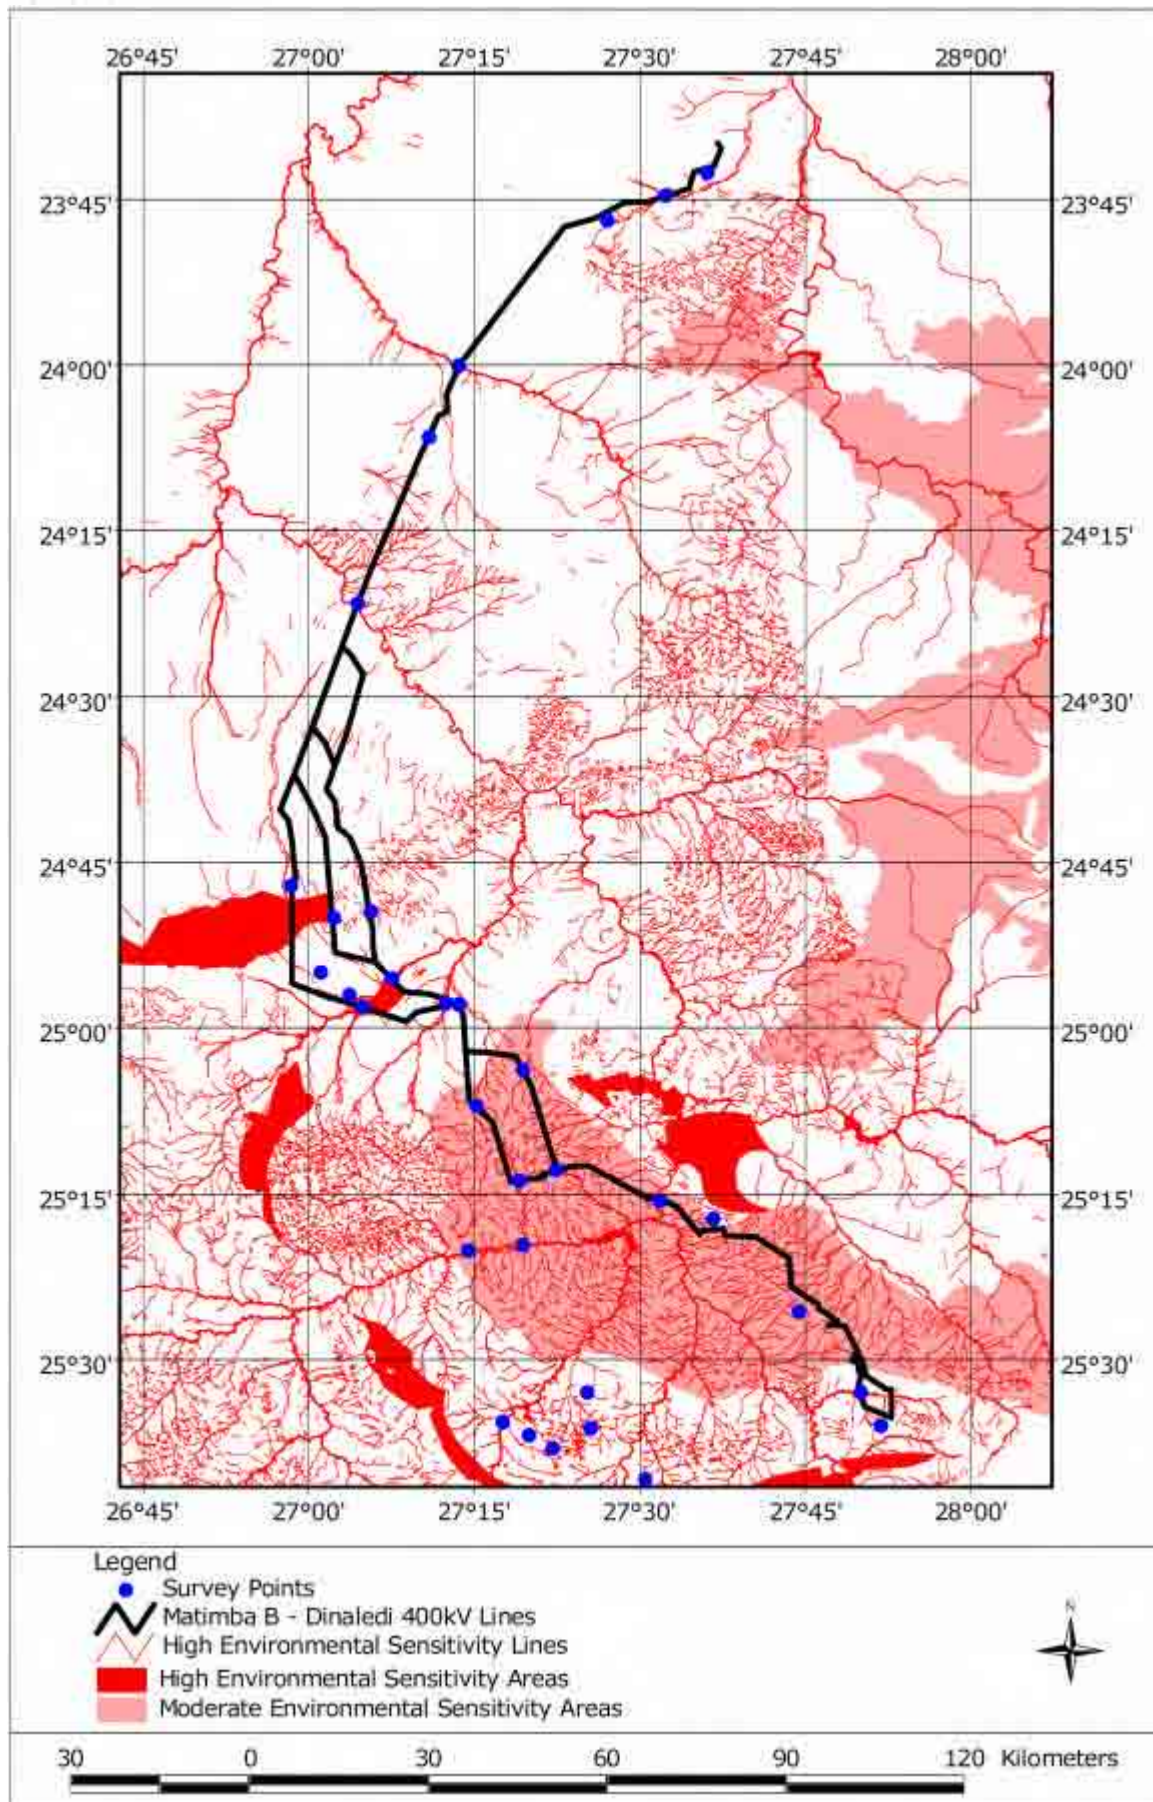 26°45' 27°00' 27°15' 27°30' 27°45' 28°00'
23°45' 23°45'
24°00' 24°00'
24°15' 24°15'
24°30' 24°30'
24°45' 24°45'
25°00' 25°00'
25°15' 25°15'
25°30' 25°30'
26°45' 27°00' 27°15' 27°30' 27°45' 28°00'
Legend
Survey Points
Matimba B - Dinaledi 400kV Lines
High Environmental Sensitivity Lines
High Environmental Sensitivity Areas
Moderate Environmental Sensitivity Areas
N
30 0 30 60 90 120 Kilometers